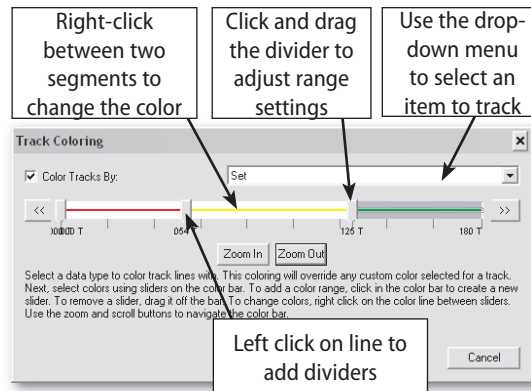 Right-click
between two
segments to
change the color
Click and drag
the divider to
adjust range
settings
Use the drop-
down menu
to select an
item to track
Track Coloring
Color Tracks By:
Set
<<
>>
T
054
125 T
180 T
Zoom In
Zoom Out
Select a data type to color track lines with. This coloring will override any custom color selected for a track.
Next, select colors using sliders on the color bar. To add a color range, click in the color bar to create a new
slider. To remove a slider, drag it off the bar. To change colors, right click on the color line between sliders.
Use the zoom and scroll buttons to navigate the color bar.
Left click on line to
add dividers
Cancel